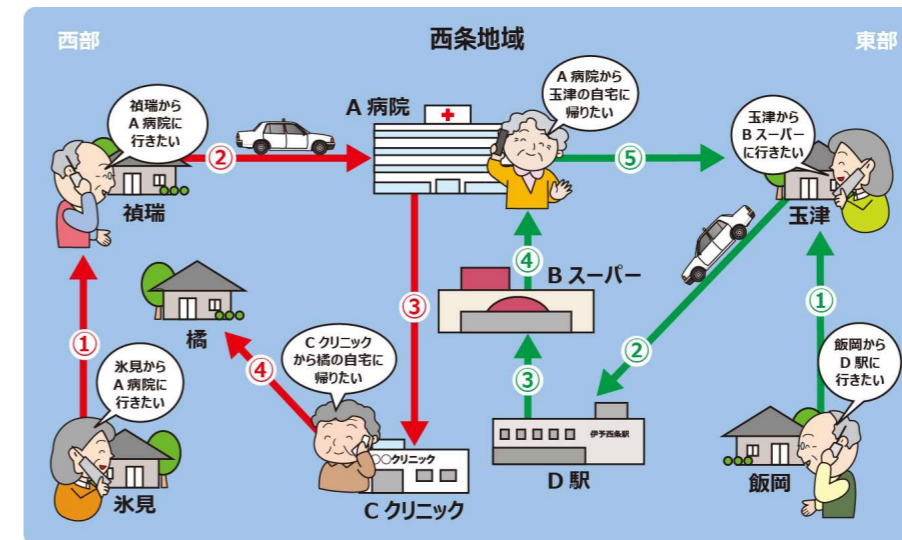 西部
西条地域
東部
禎瑞から
A 病院に
行きたい
②
A 病院
A 病院から
玉津の自宅に
帰りたい
⑤
玉津から
B スーパー
に行きたい
禎瑞
玉津
①
橘
③
④
B スーパー
②
①
氷見から
A 病院に
行きたい
④
C クリニック
から橘の自宅に
帰りたい
③
飯岡から
D 駅に
行きたい
氷見
〇〇クリニック
C クリニック
伊予西条駅
D 駅
飯岡